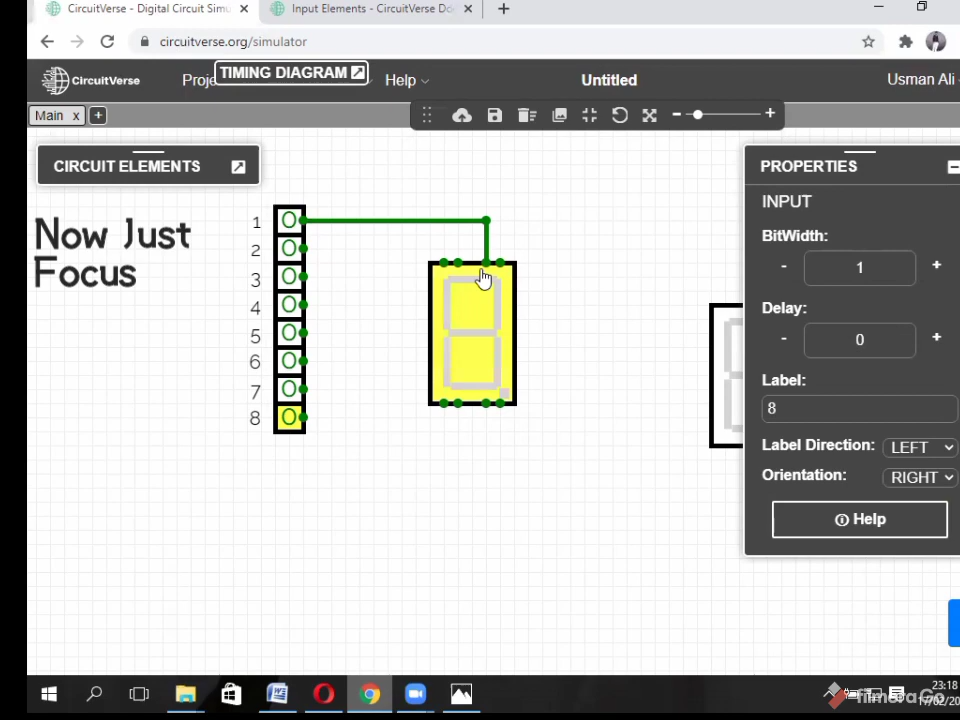 CircuitVerse - Digital Circuit Simu
Input Elements - CircuitVerse Do
circuitverse.org/simulator
CircuitVerse
Proje
TIMING DIAGRAM
Help
Untitled
Usman Ali
Main x +
CIRCUIT ELEMENTS
Now Just
Focus
1 0
2 0
3 0
4 0
5 0
6 0
7 0
8 0
PROPERTIES
INPUT
BitWidth:
- 1 +
Delay:
- 0 +
Label:
8
Label Direction: LEFT
Orientation: RIGHT
Help
23:18